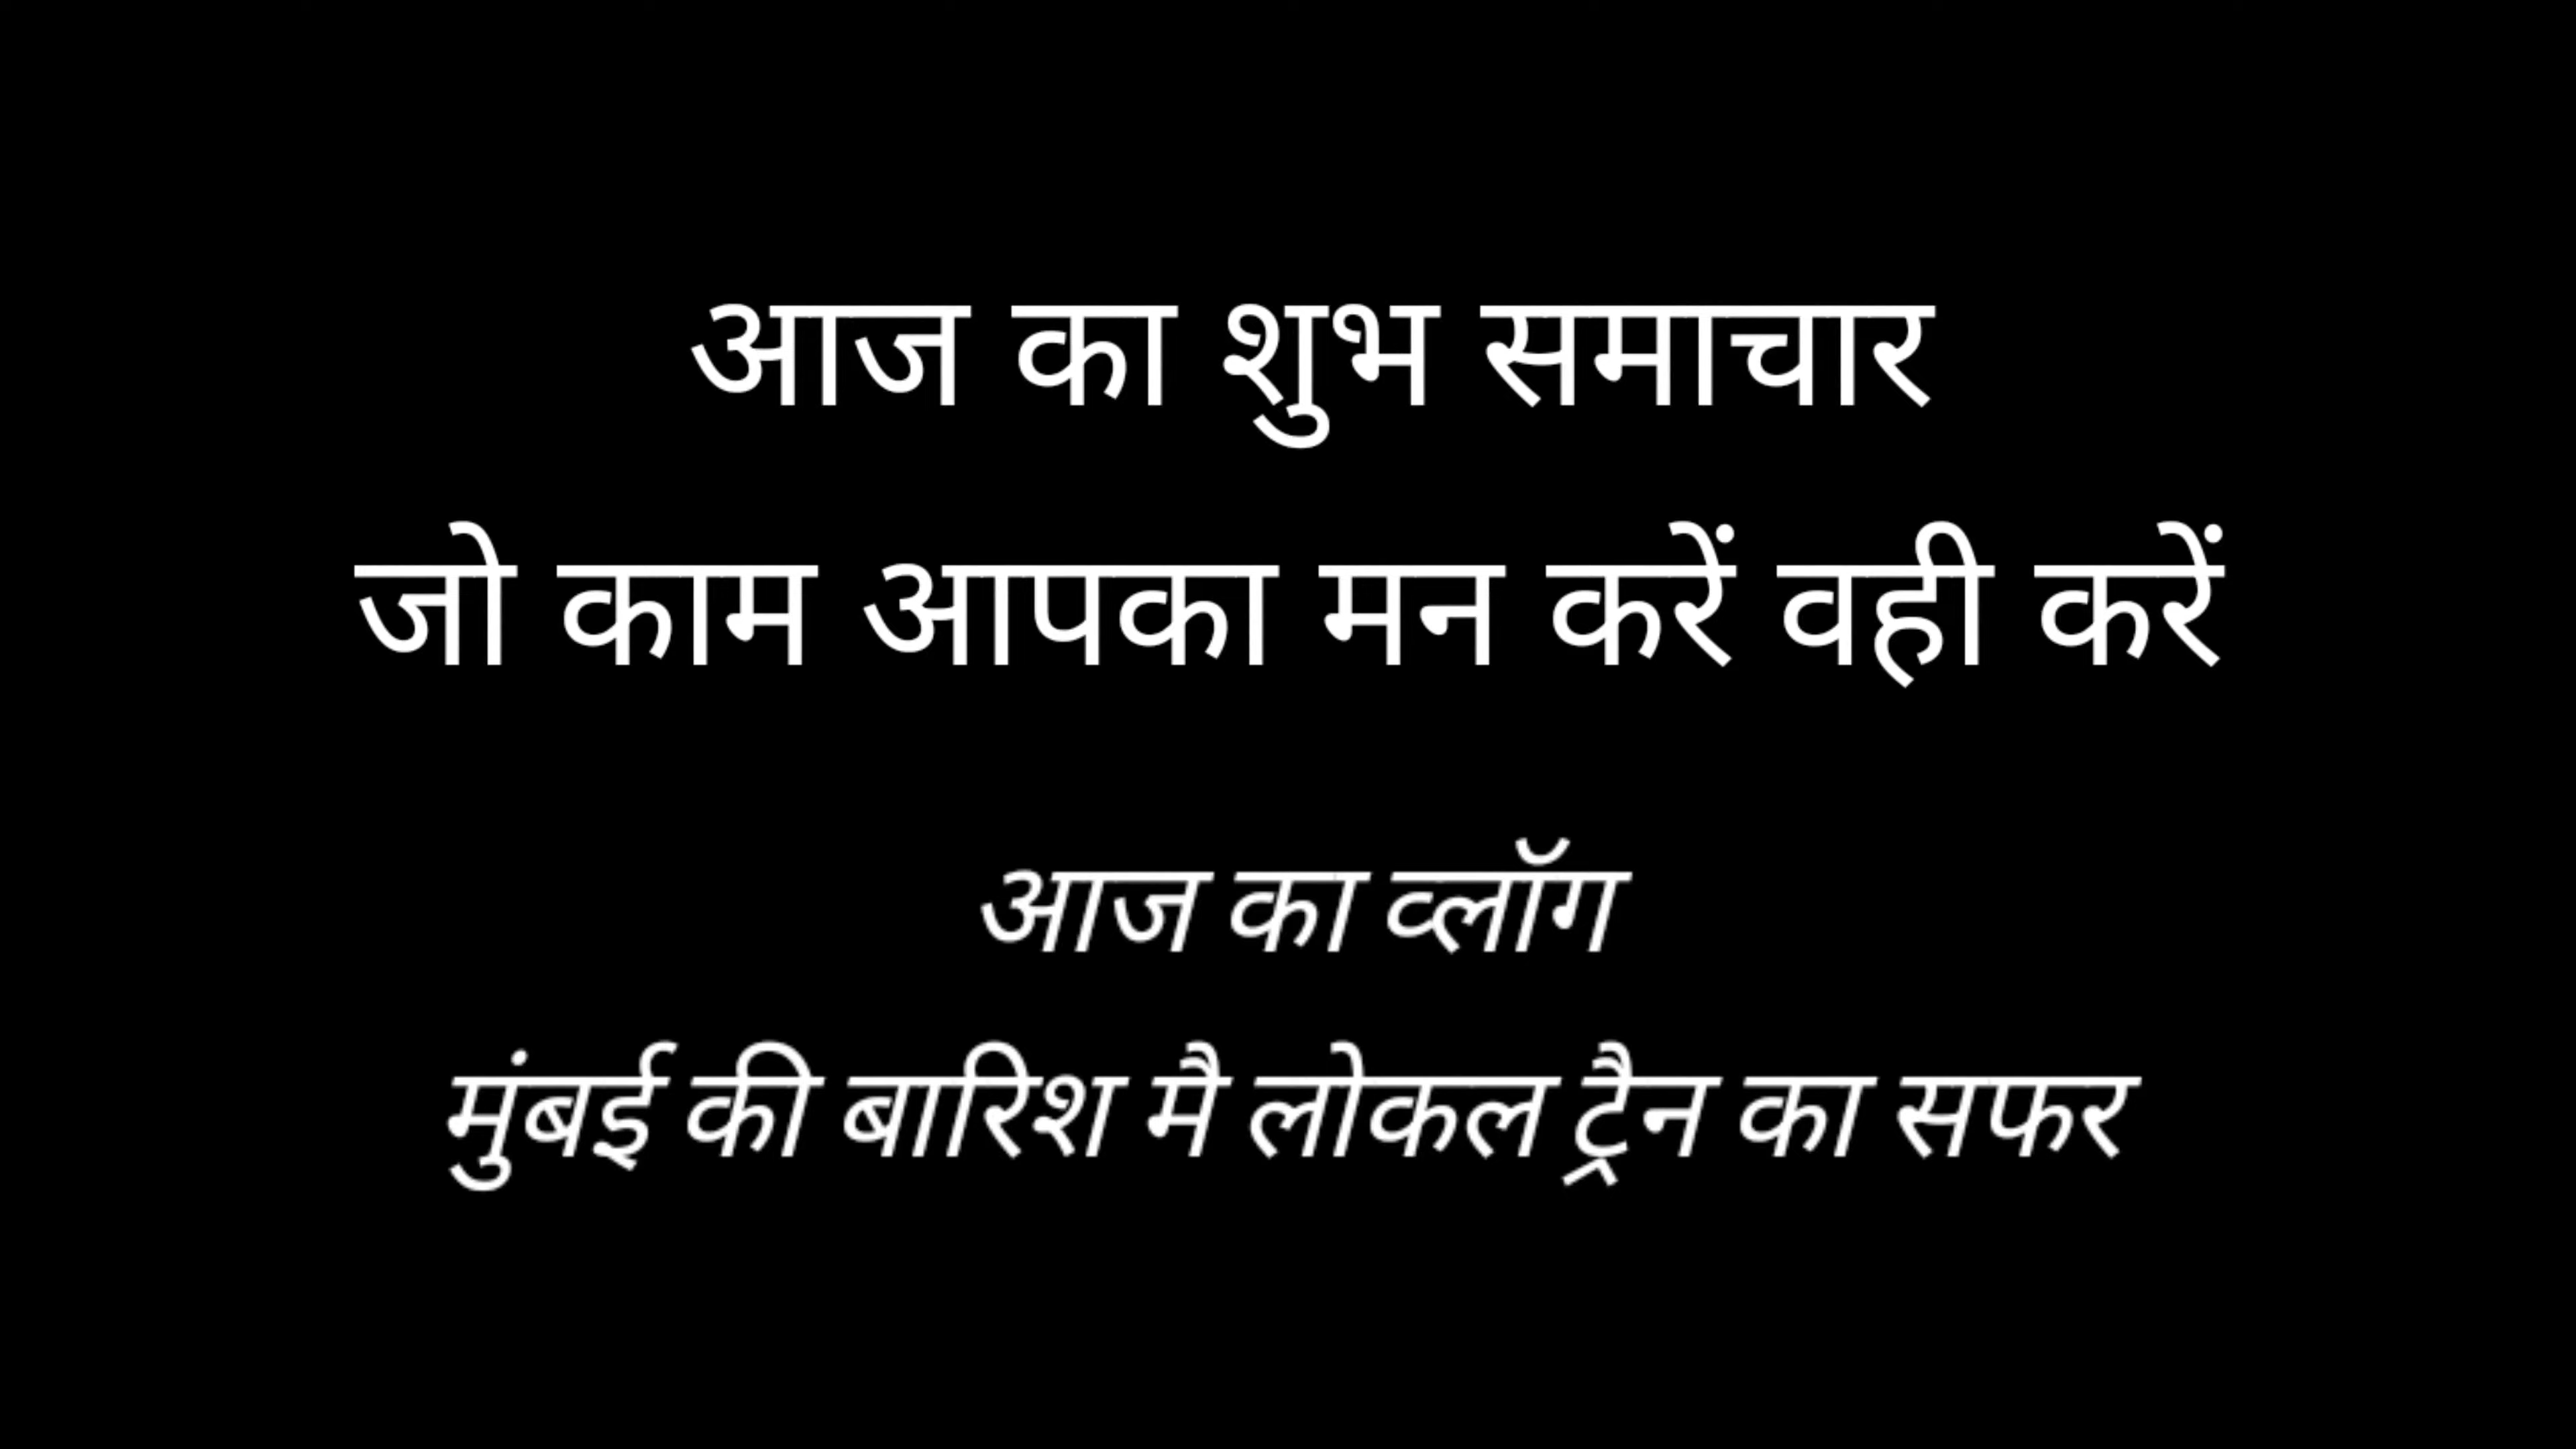 आज का शुभ समाचार
जो काम आपका मन करें वही करें
आज का व्लॉग
मुंबई की बारिश मै लोकल ट्रैन का सफर